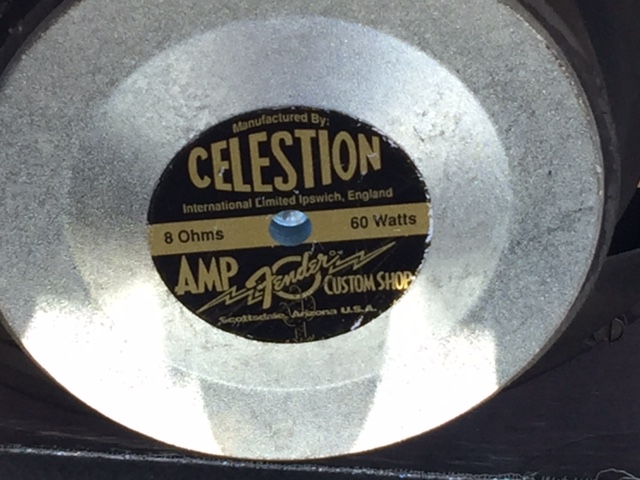 Manufactured By:
CELESTION
International Limited Ipswich, England
8 Ohms 60 Watts
AMP Fender CUSTOM SHOP
Scottsdale, Arizona U.S.A.